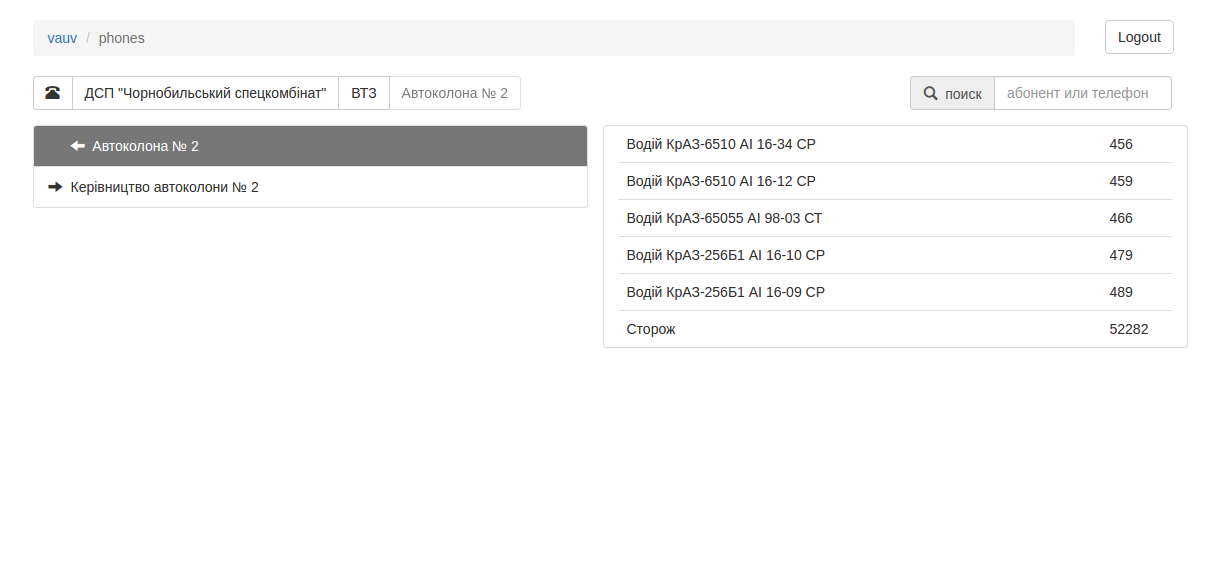 vauv / phones
Logout
ДСП "Чорнобильський спецкомбінат" ВТЗ Автоколона № 2
поиск абонент или телефон
Автоколона № 2
Керівництво автоколони № 2
Водій КрАЗ-6510 АІ 16-34 СР 456
Водій КрАЗ-6510 АІ 16-12 СР 459
Водій КрАЗ-65055 АІ 98-03 СТ 466
Водій КрАЗ-256Б1 АІ 16-10 СР 479
Водій КрАЗ-256Б1 АІ 16-09 СР 489
Сторож 52282